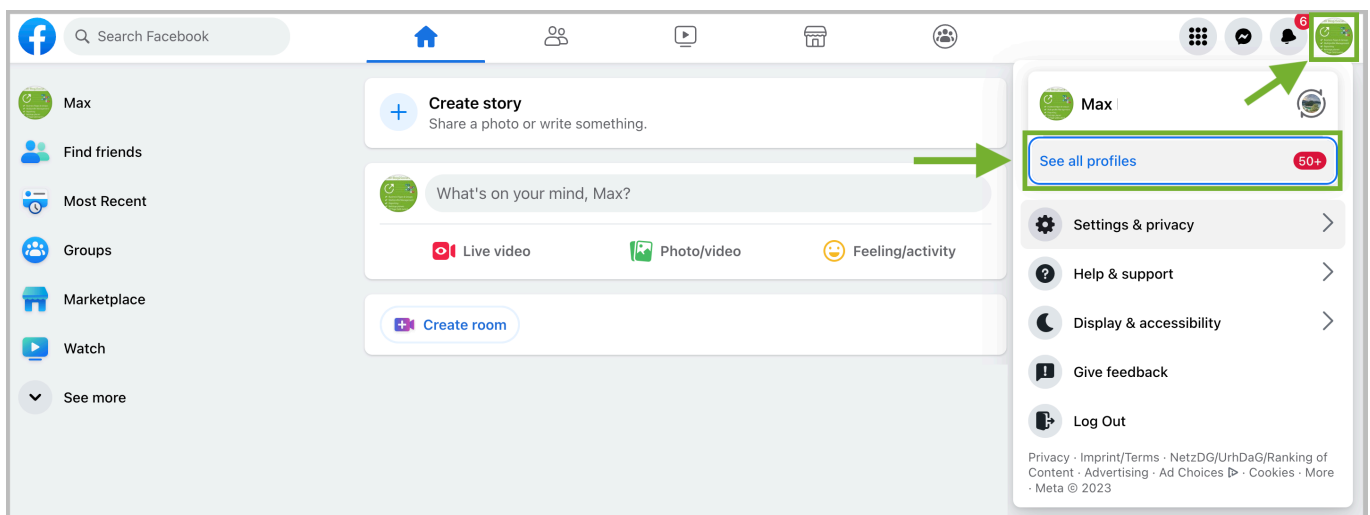 Search Facebook
6
Max
Find friends
Most Recent
Groups
Marketplace
Watch
See more
Create story
Share a photo or write something.
What's on your mind, Max?
Live video
Photo/video
Feeling/activity
Create room
Max
See all profiles
50+
Settings & privacy
Help & support
Display & accessibility
Give feedback
Log Out
Privacy · Imprint/Terms · NetzDG/UrhDaG/Ranking of
Content · Advertising · Ad Choices · Cookies · More
· Meta © 2023